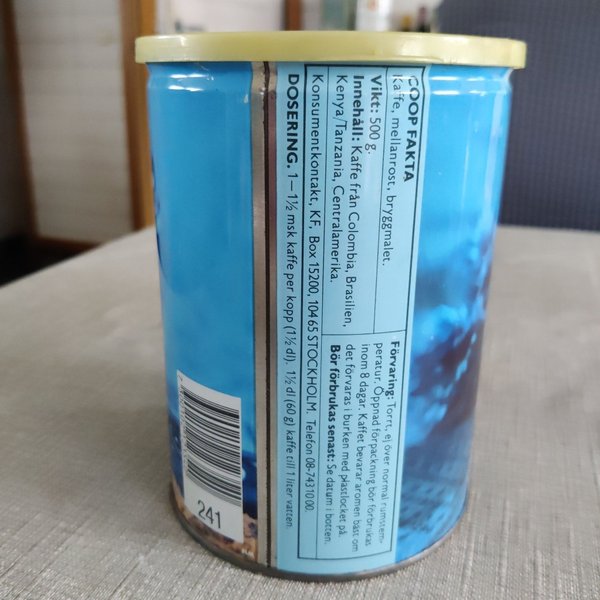 COOP FAKTA
Kaffe, mellanrost, bryggmalet.
Vikt: 500 g.
Innehåll: Kaffe från Colombia, Brasilien,
Kenya/Tanzania, Centralamerika.
Förvaring: Torrt, ej över normal rumstem-
peratur. Öppnad förpackning bör förbrukas
inom 8 dagar. Kaffet bevarar aromen bäst om
det förvaras i burken med plastlocket på.
Bör förbrukas senast: Se datum i botten.
Konsumentkontakt, KF. Box 15200, 104 65 STOCKHOLM. Telefon 08-743 10 00.
DOSERING. 1—1½ msk kaffe per kopp (1½ dl). 1½ dl (60 g) kaffe till 1 liter vatten.
241